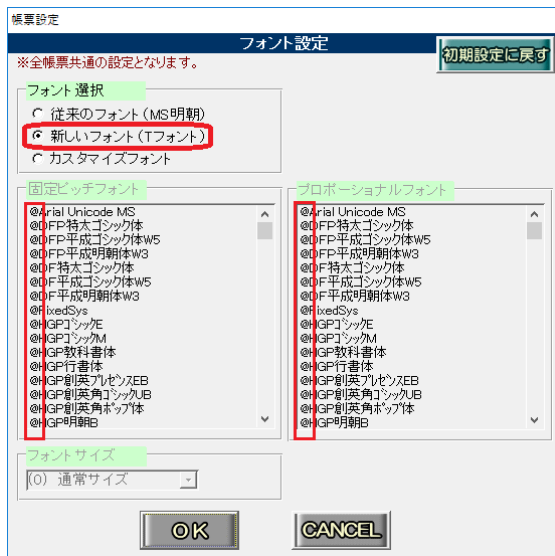 帳票設定
フォント設定
※全帳票共通の設定となります。
初期設定に戻す
フォント選択
従来のフォント(MS明朝)
新しいフォント(Tフォント)
カスタマイズフォント
固定ピッチフォント
@Arial Unicode MS
@DFP特太ゴシック体
@DFP平成ゴシック体W5
@DFP平成明朝体W3
@DF特太ゴシック体
@DF平成ゴシック体W5
@DF平成明朝体W3
@FixedSys
@HGPゴシックE
@HGPゴシックM
@HGP教科書体
@HGP行書体
@HGP創英プレゼンスEB
@HGP創英角ゴシックUB
@HGP創英角ポップ体
@HGP明朝B
プロポーショナルフォント
@Arial Unicode MS
@DFP特太ゴシック体
@DFP平成ゴシック体W5
@DFP平成明朝体W3
@DF特太ゴシック体
@DF平成ゴシック体W5
@DF平成明朝体W3
@FixedSys
@HGPゴシックE
@HGPゴシックM
@HGP教科書体
@HGP行書体
@HGP創英プレゼンスEB
@HGP創英角ゴシックUB
@HGP創英角ポップ体
@HGP明朝B
フォントサイズ
(0) 通常サイズ
OK
CANCEL